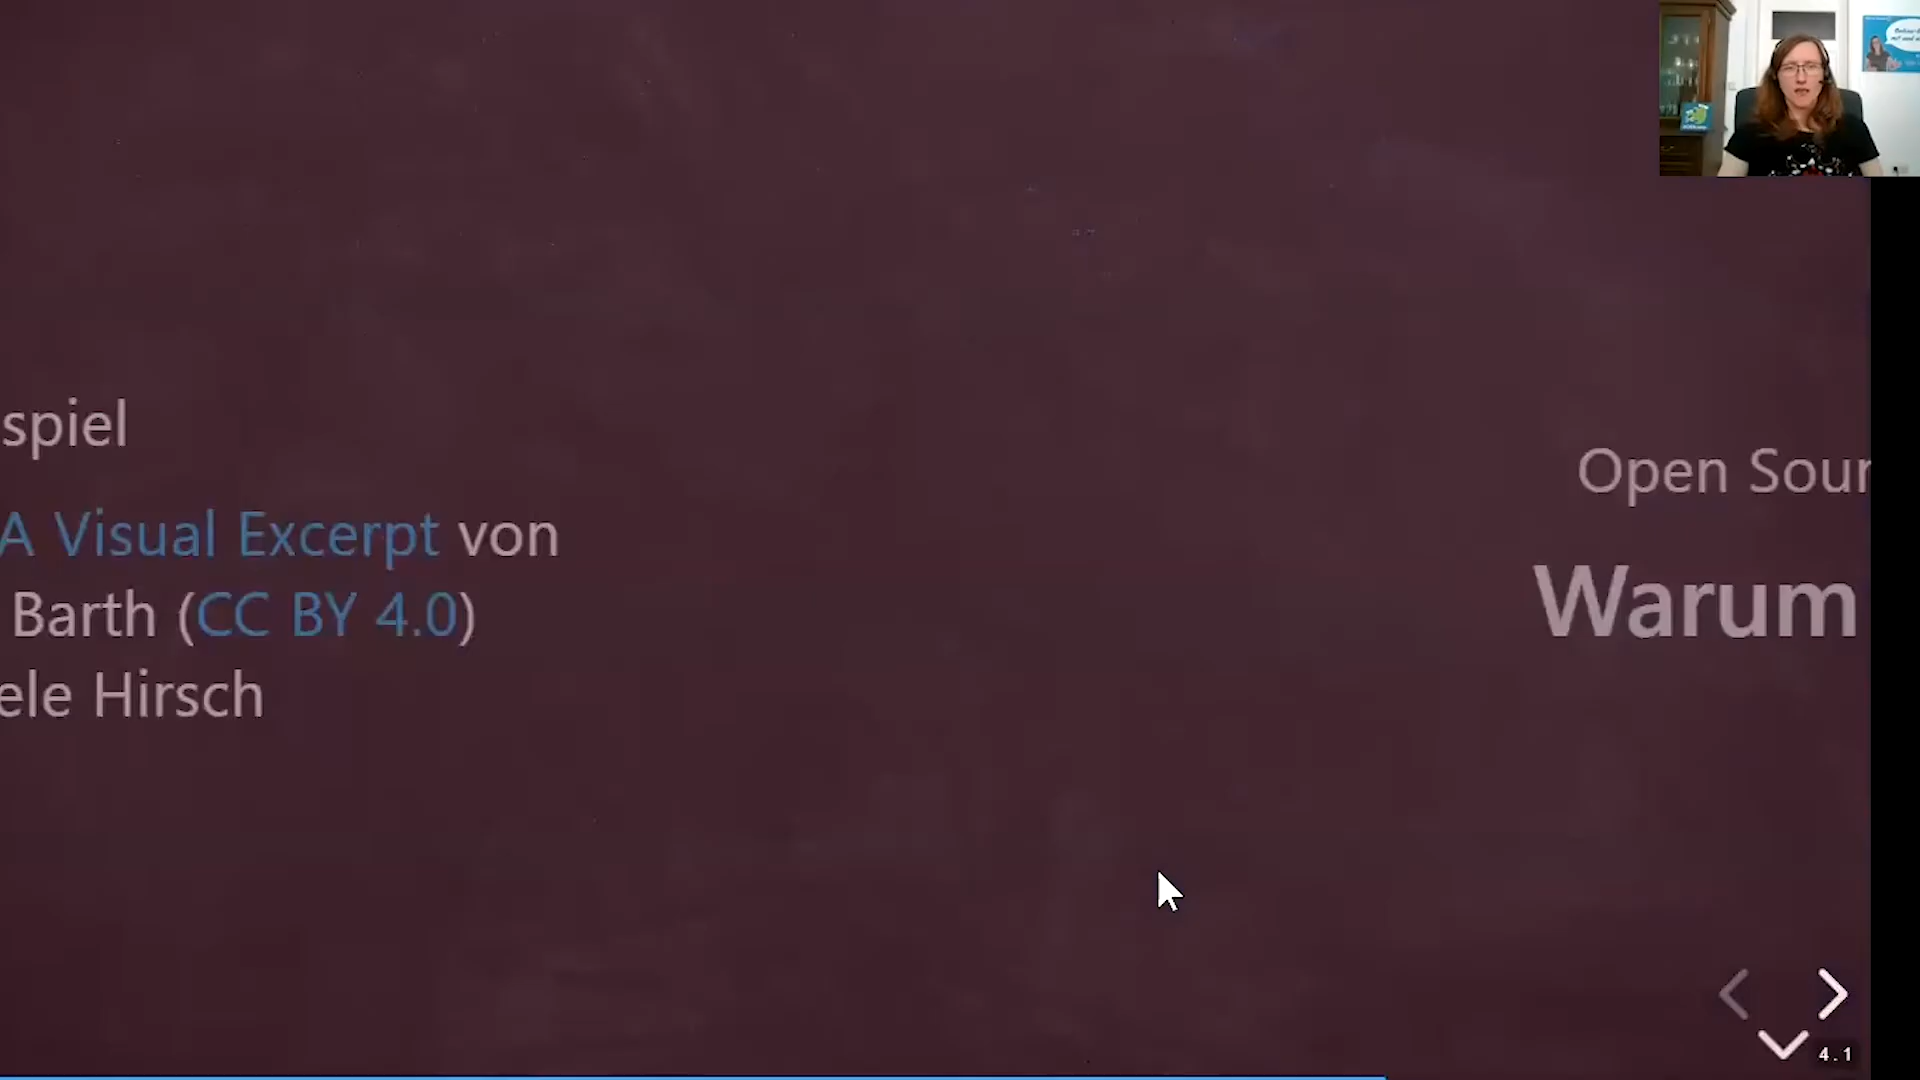 spiel
A Visual Excerpt von
Barth (CC BY 4.0)
ele Hirsch
Open Sour
Warum
4.1